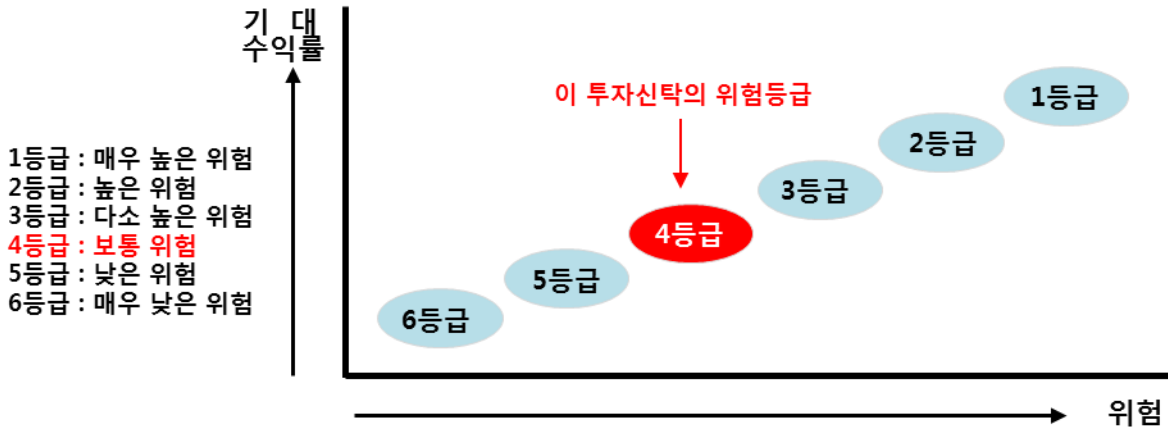 기 대
수익률
이 투자신탁의 위험등급
1등급
2등급
3등급
4등급
5등급
6등급
1등급 : 매우 높은 위험
2등급 : 높은 위험
3등급 : 다소 높은 위험
4등급 : 보통 위험
5등급 : 낮은 위험
6등급 : 매우 낮은 위험
위험